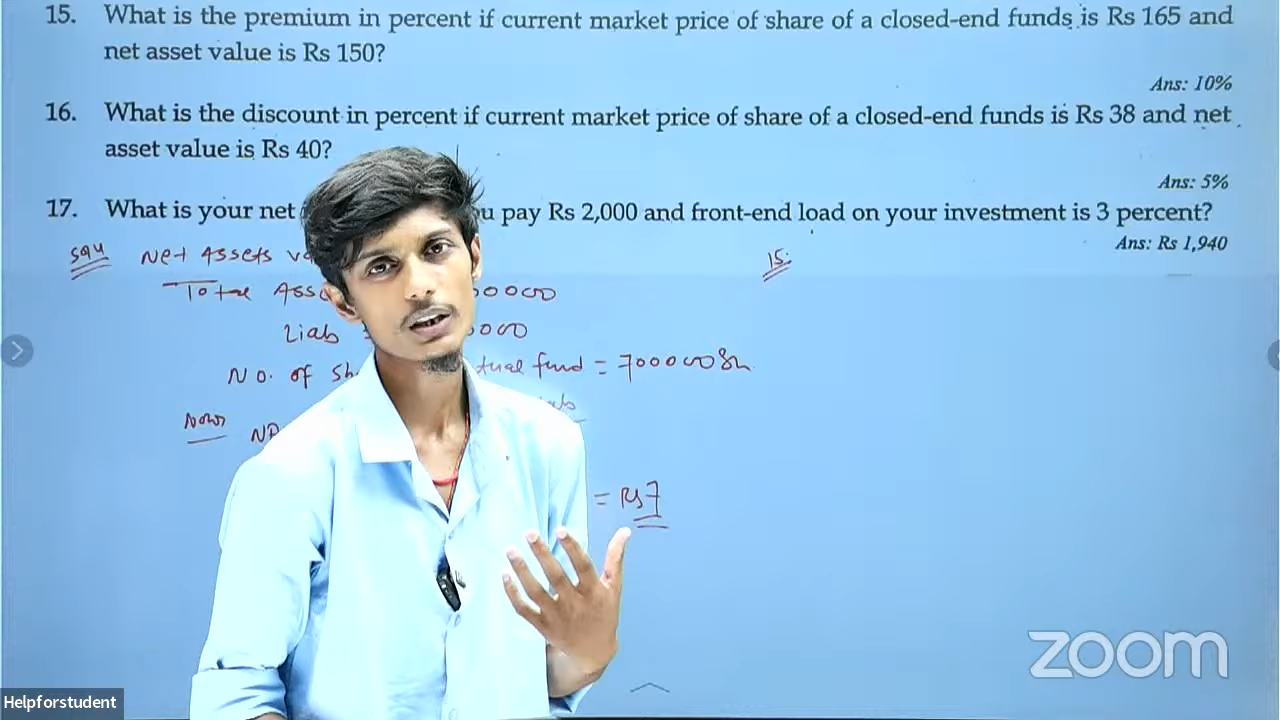 15. What is the premium in percent if current market price of share of a closed-end funds is Rs 165 and
net asset value is Rs 150?
Ans: 10%
16. What is the discount in percent if current market price of share of a closed-end funds is Rs 38 and net
asset value is Rs 40?
Ans: 5%
17. What is your net u pay Rs 2,000 and front-end load on your investment is 3 percent?
Ans: Rs 1,940
Net Assets
15.
Total
Liab
No. of tual fund = 700000 Sh
Now
= Rs 7
zoom
Helpforstudent